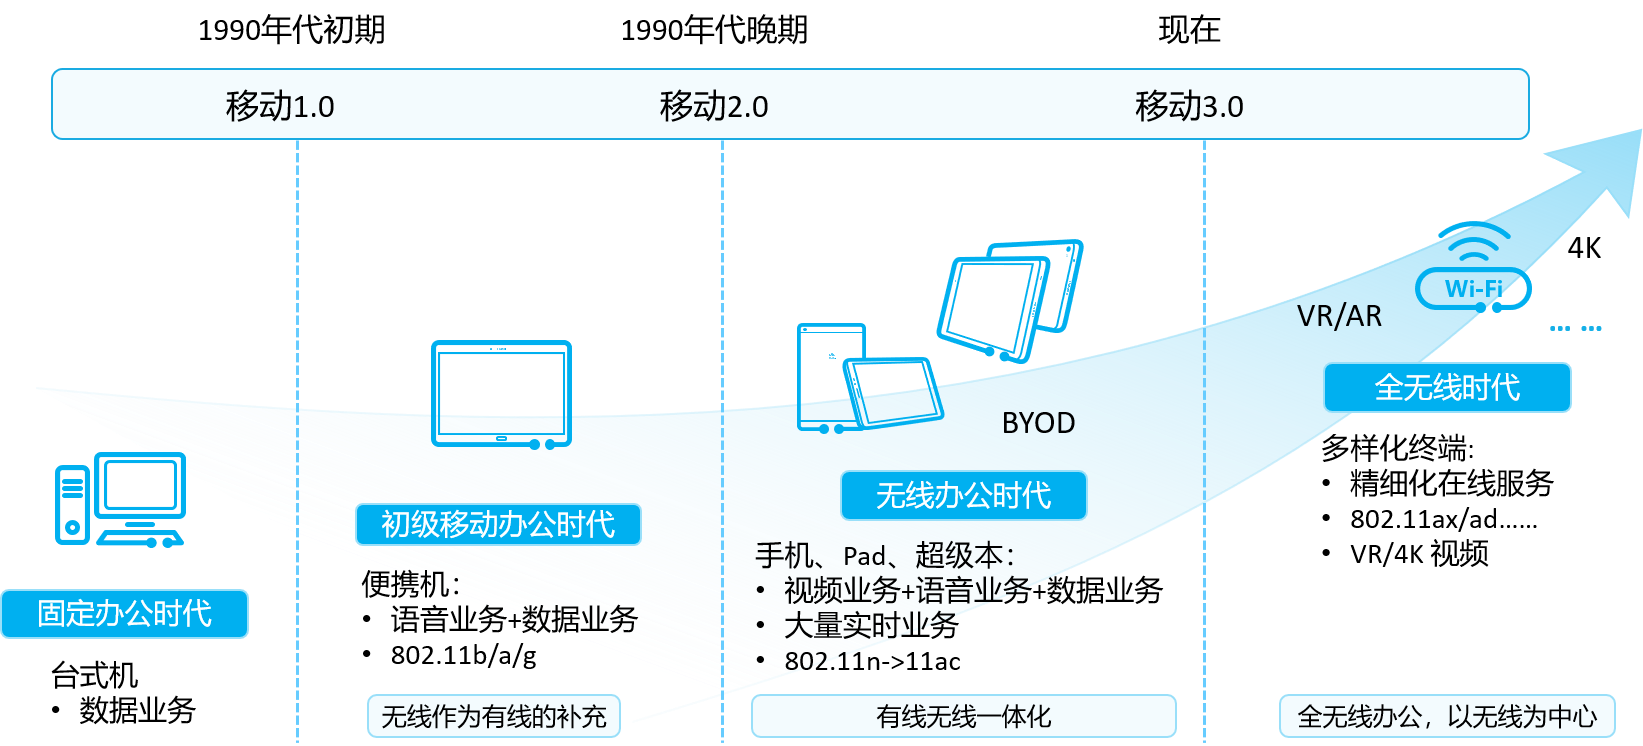 1990年代初期
1990年代晚期
现在
移动1.0
移动2.0
移动3.0
固定办公时代
台式机
• 数据业务
初级移动办公时代
便携机：
• 语音业务+数据业务
• 802.11b/a/g
无线作为有线的补充
BYOD
无线办公时代
手机、Pad、超级本：
• 视频业务+语音业务+数据业务
• 大量实时业务
• 802.11n->11ac
有线无线一体化
4K
Wi-Fi
VR/AR
... ...
全无线时代
多样化终端:
• 精细化在线服务
• 802.11ax/ad......
• VR/4K 视频
全无线办公，以无线为中心